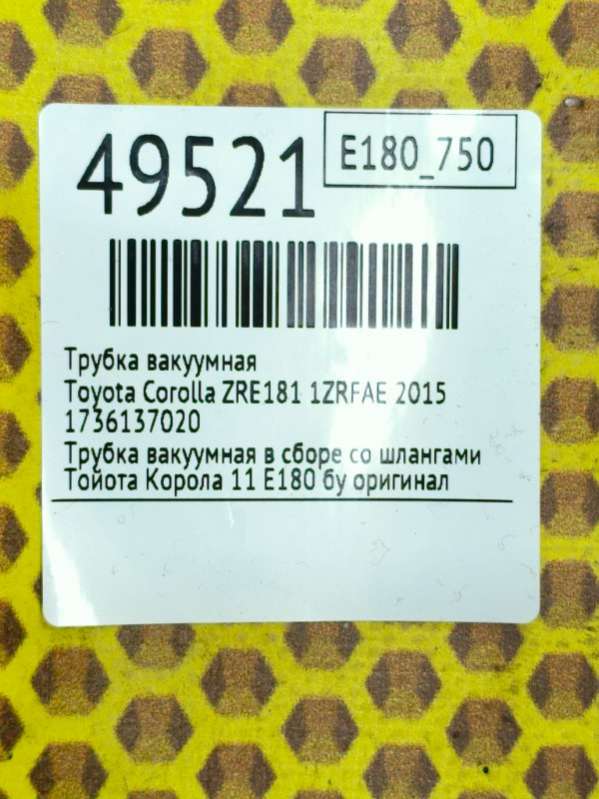 49521
E180_750
Трубка вакуумная
Toyota Corolla ZRE181 1ZRFAE 2015
1736137020
Трубка вакуумная в сборе со шлангами
Тойота Корола 11 E180 бу оригинал